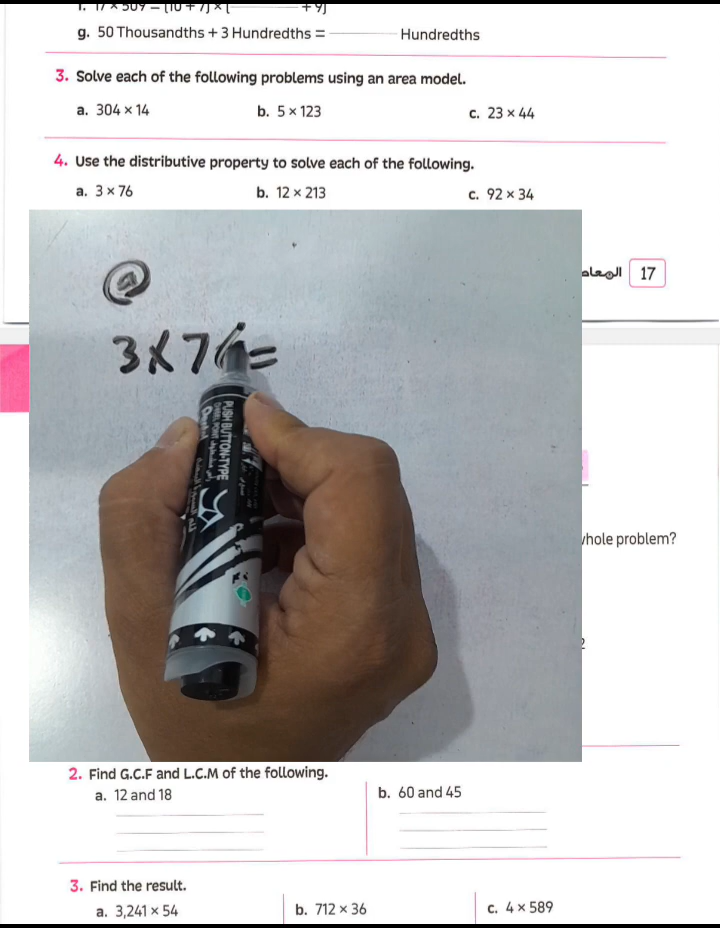 g. 50 Thousandths + 3 Hundredths = Hundredths
3. Solve each of the following problems using an area model.
a. 304 × 14 b. 5 × 123 c. 23 × 44
4. Use the distributive property to solve each of the following.
a. 3 × 76 b. 12 × 213 c. 92 × 34
17
ⓐ
3 × 76 =
PUSH BUTTON-TYPE
whole problem?
2. Find G.C.F and L.C.M of the following.
a. 12 and 18 b. 60 and 45
3. Find the result.
a. 3,241 × 54 b. 712 × 36 c. 4 × 589